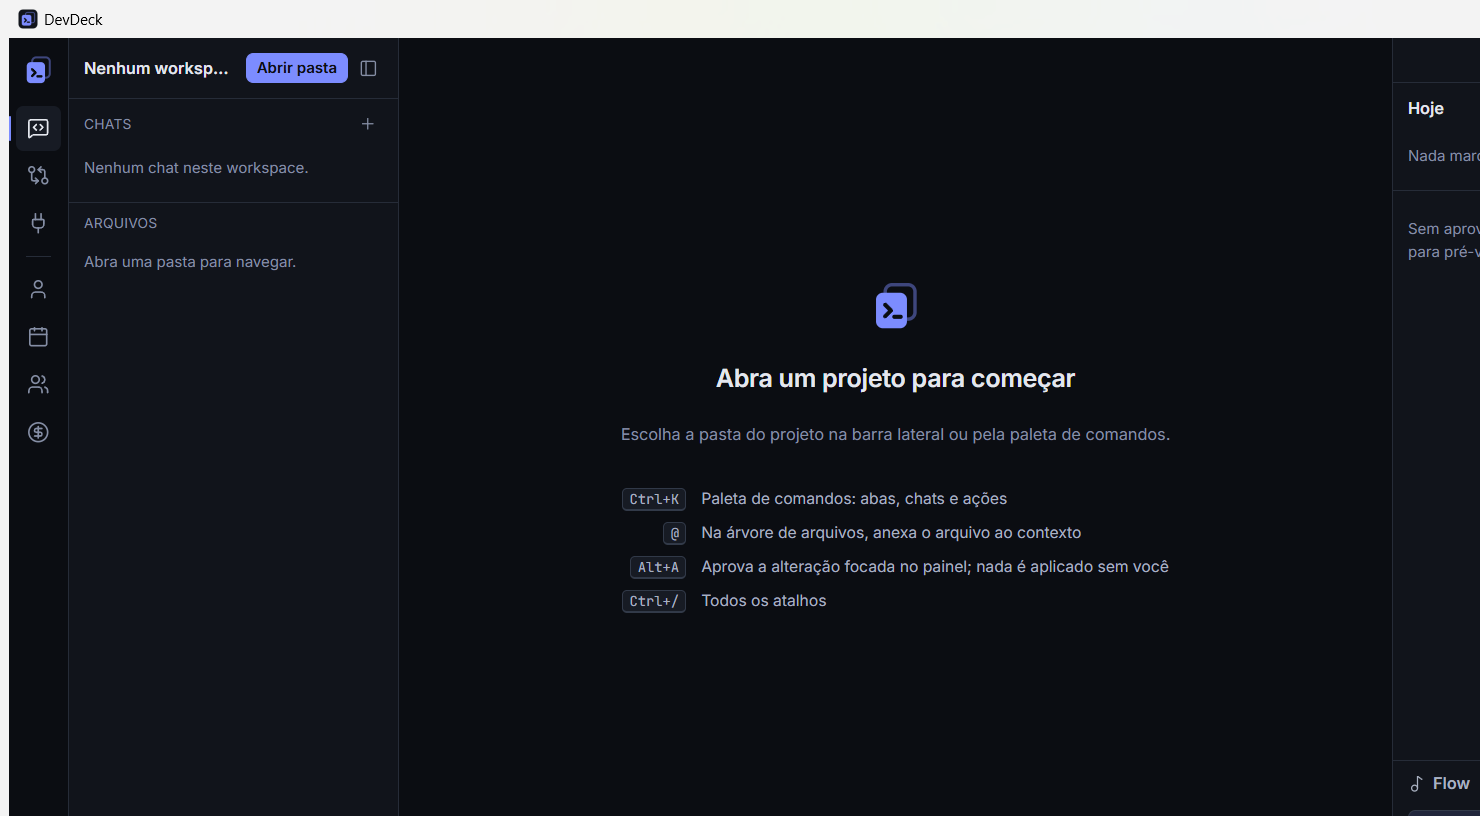 DevDeck
Nenhum worksp...
Abrir pasta
CHATS
Nenhum chat neste workspace.
ARQUIVOS
Abra uma pasta para navegar.
Abra um projeto para começar
Escolha a pasta do projeto na barra lateral ou pela paleta de comandos.
Ctrl+K Paleta de comandos: abas, chats e ações
@ Na árvore de arquivos, anexa o arquivo ao contexto
Alt+A Aprova a alteração focada no painel; nada é aplicado sem você
Ctrl+/ Todos os atalhos
Hoje
Nada
Sem
para
Flow